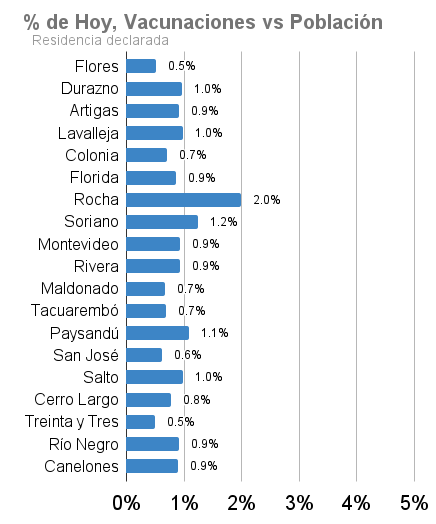 % de Hoy, Vacunaciones vs Población
Residencia declarada
Flores 0.5%
Durazno 1.0%
Artigas 0.9%
Lavalleja 1.0%
Colonia 0.7%
Florida 0.9%
Rocha 2.0%
Soriano 1.2%
Montevideo 0.9%
Rivera 0.9%
Maldonado 0.7%
Tacuarembó 0.7%
Paysandú 1.1%
San José 0.6%
Salto 1.0%
Cerro Largo 0.8%
Treinta y Tres 0.5%
Río Negro 0.9%
Canelones 0.9%
0% 1% 2% 3% 4% 5%